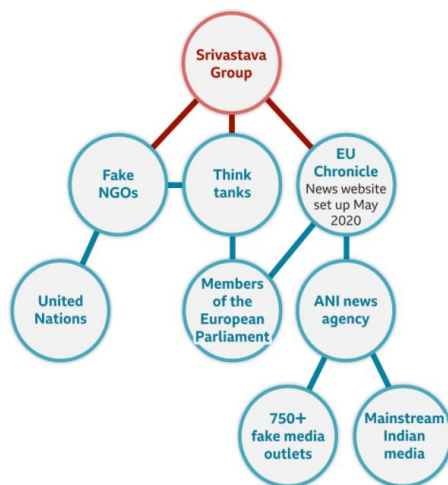 Srivastava
Group
Fake
NGOs
Think
tanks
EU
Chronicle
News website
set up May
2020
United
Nations
Members
of the
European
Parliament
ANI news
agency
750+
fake media
outlets
Mainstream
Indian
media